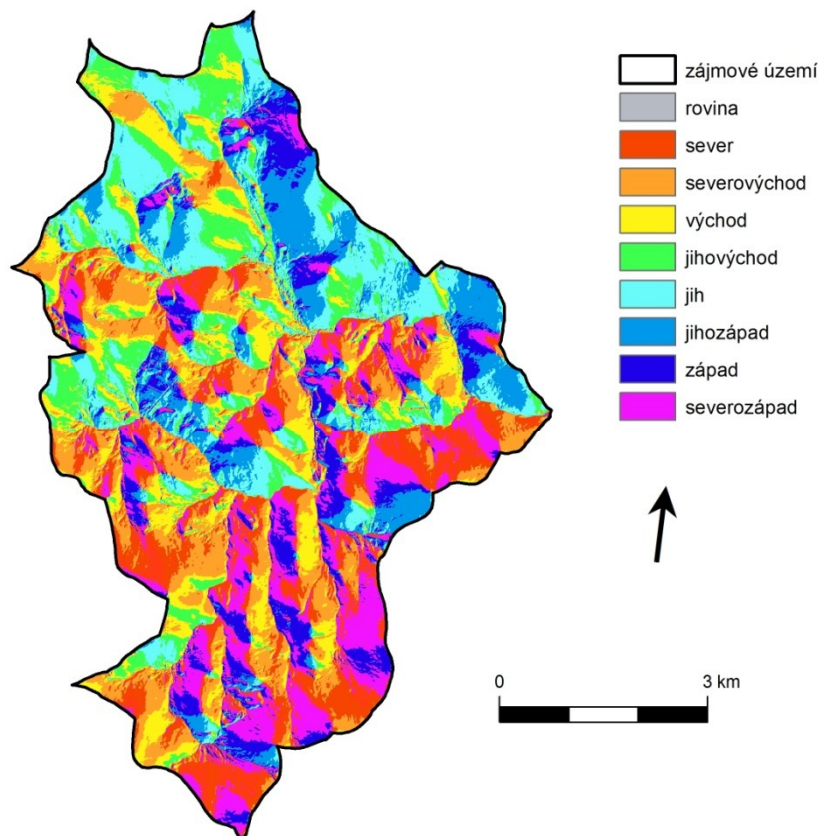 zájmové území
rovina
sever
severovýchod
východ
jihovýchod
jih
jihozápad
západ
severozápad
0 3 km